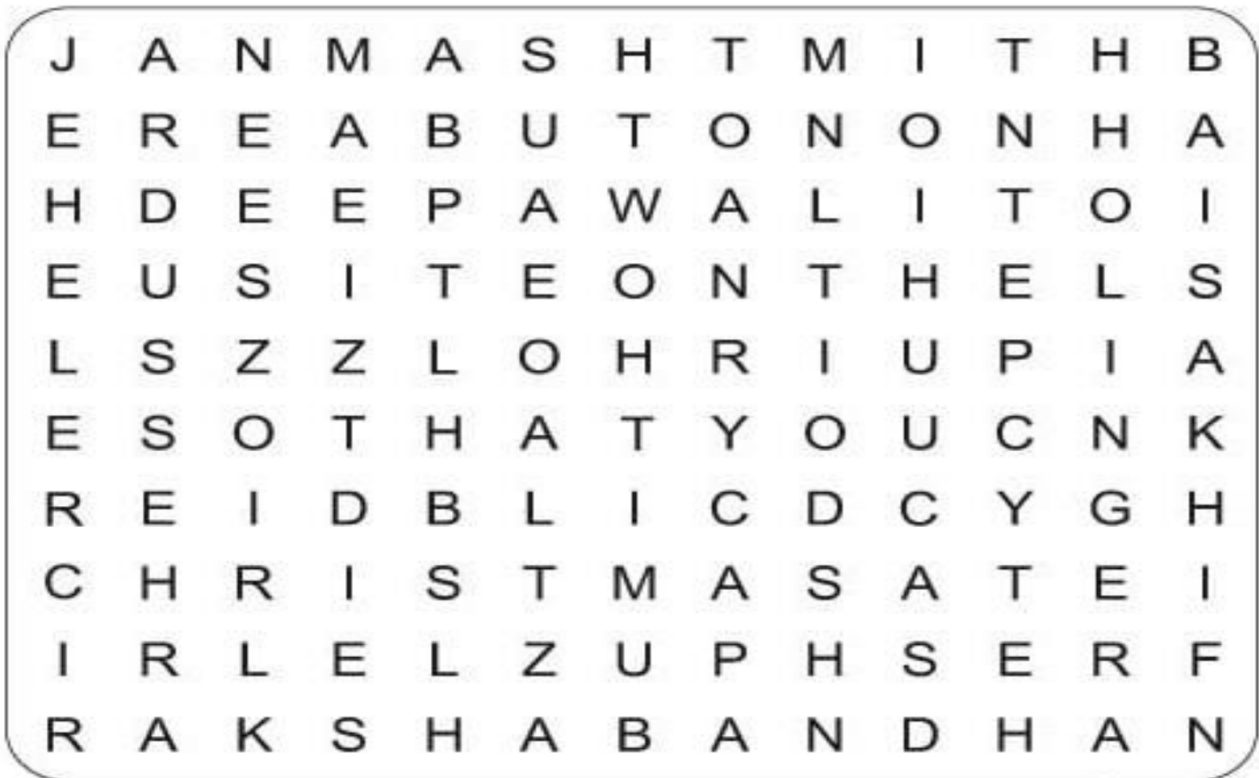 J A N M A S H T M I T H B
E R E A B U T O N O N H A
H D E E P A W A L I T O I
E U S I T E O N T H E L S
L S Z Z L O H R I U P I A
E S O T H A T Y O U C N K
R E I D B L I C D C Y G H
C H R I S T M A S A T E I
I R L E L Z U P H S E R F
R A K S H A B A N D H A N